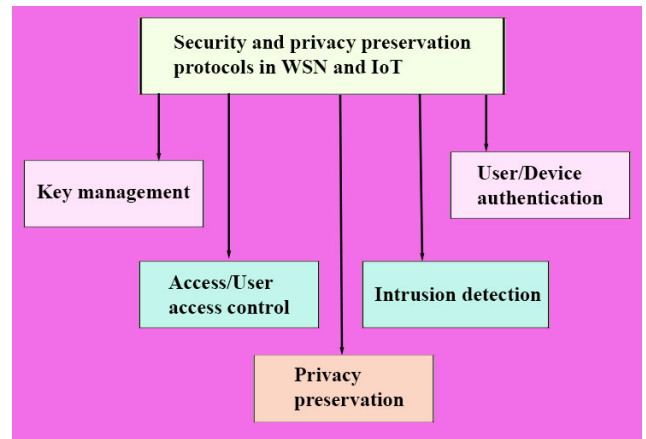 Security and privacy preservation
protocols in WSN and IoT
Key management
User/Device
authentication
Access/User
access control
Intrusion detection
Privacy
preservation